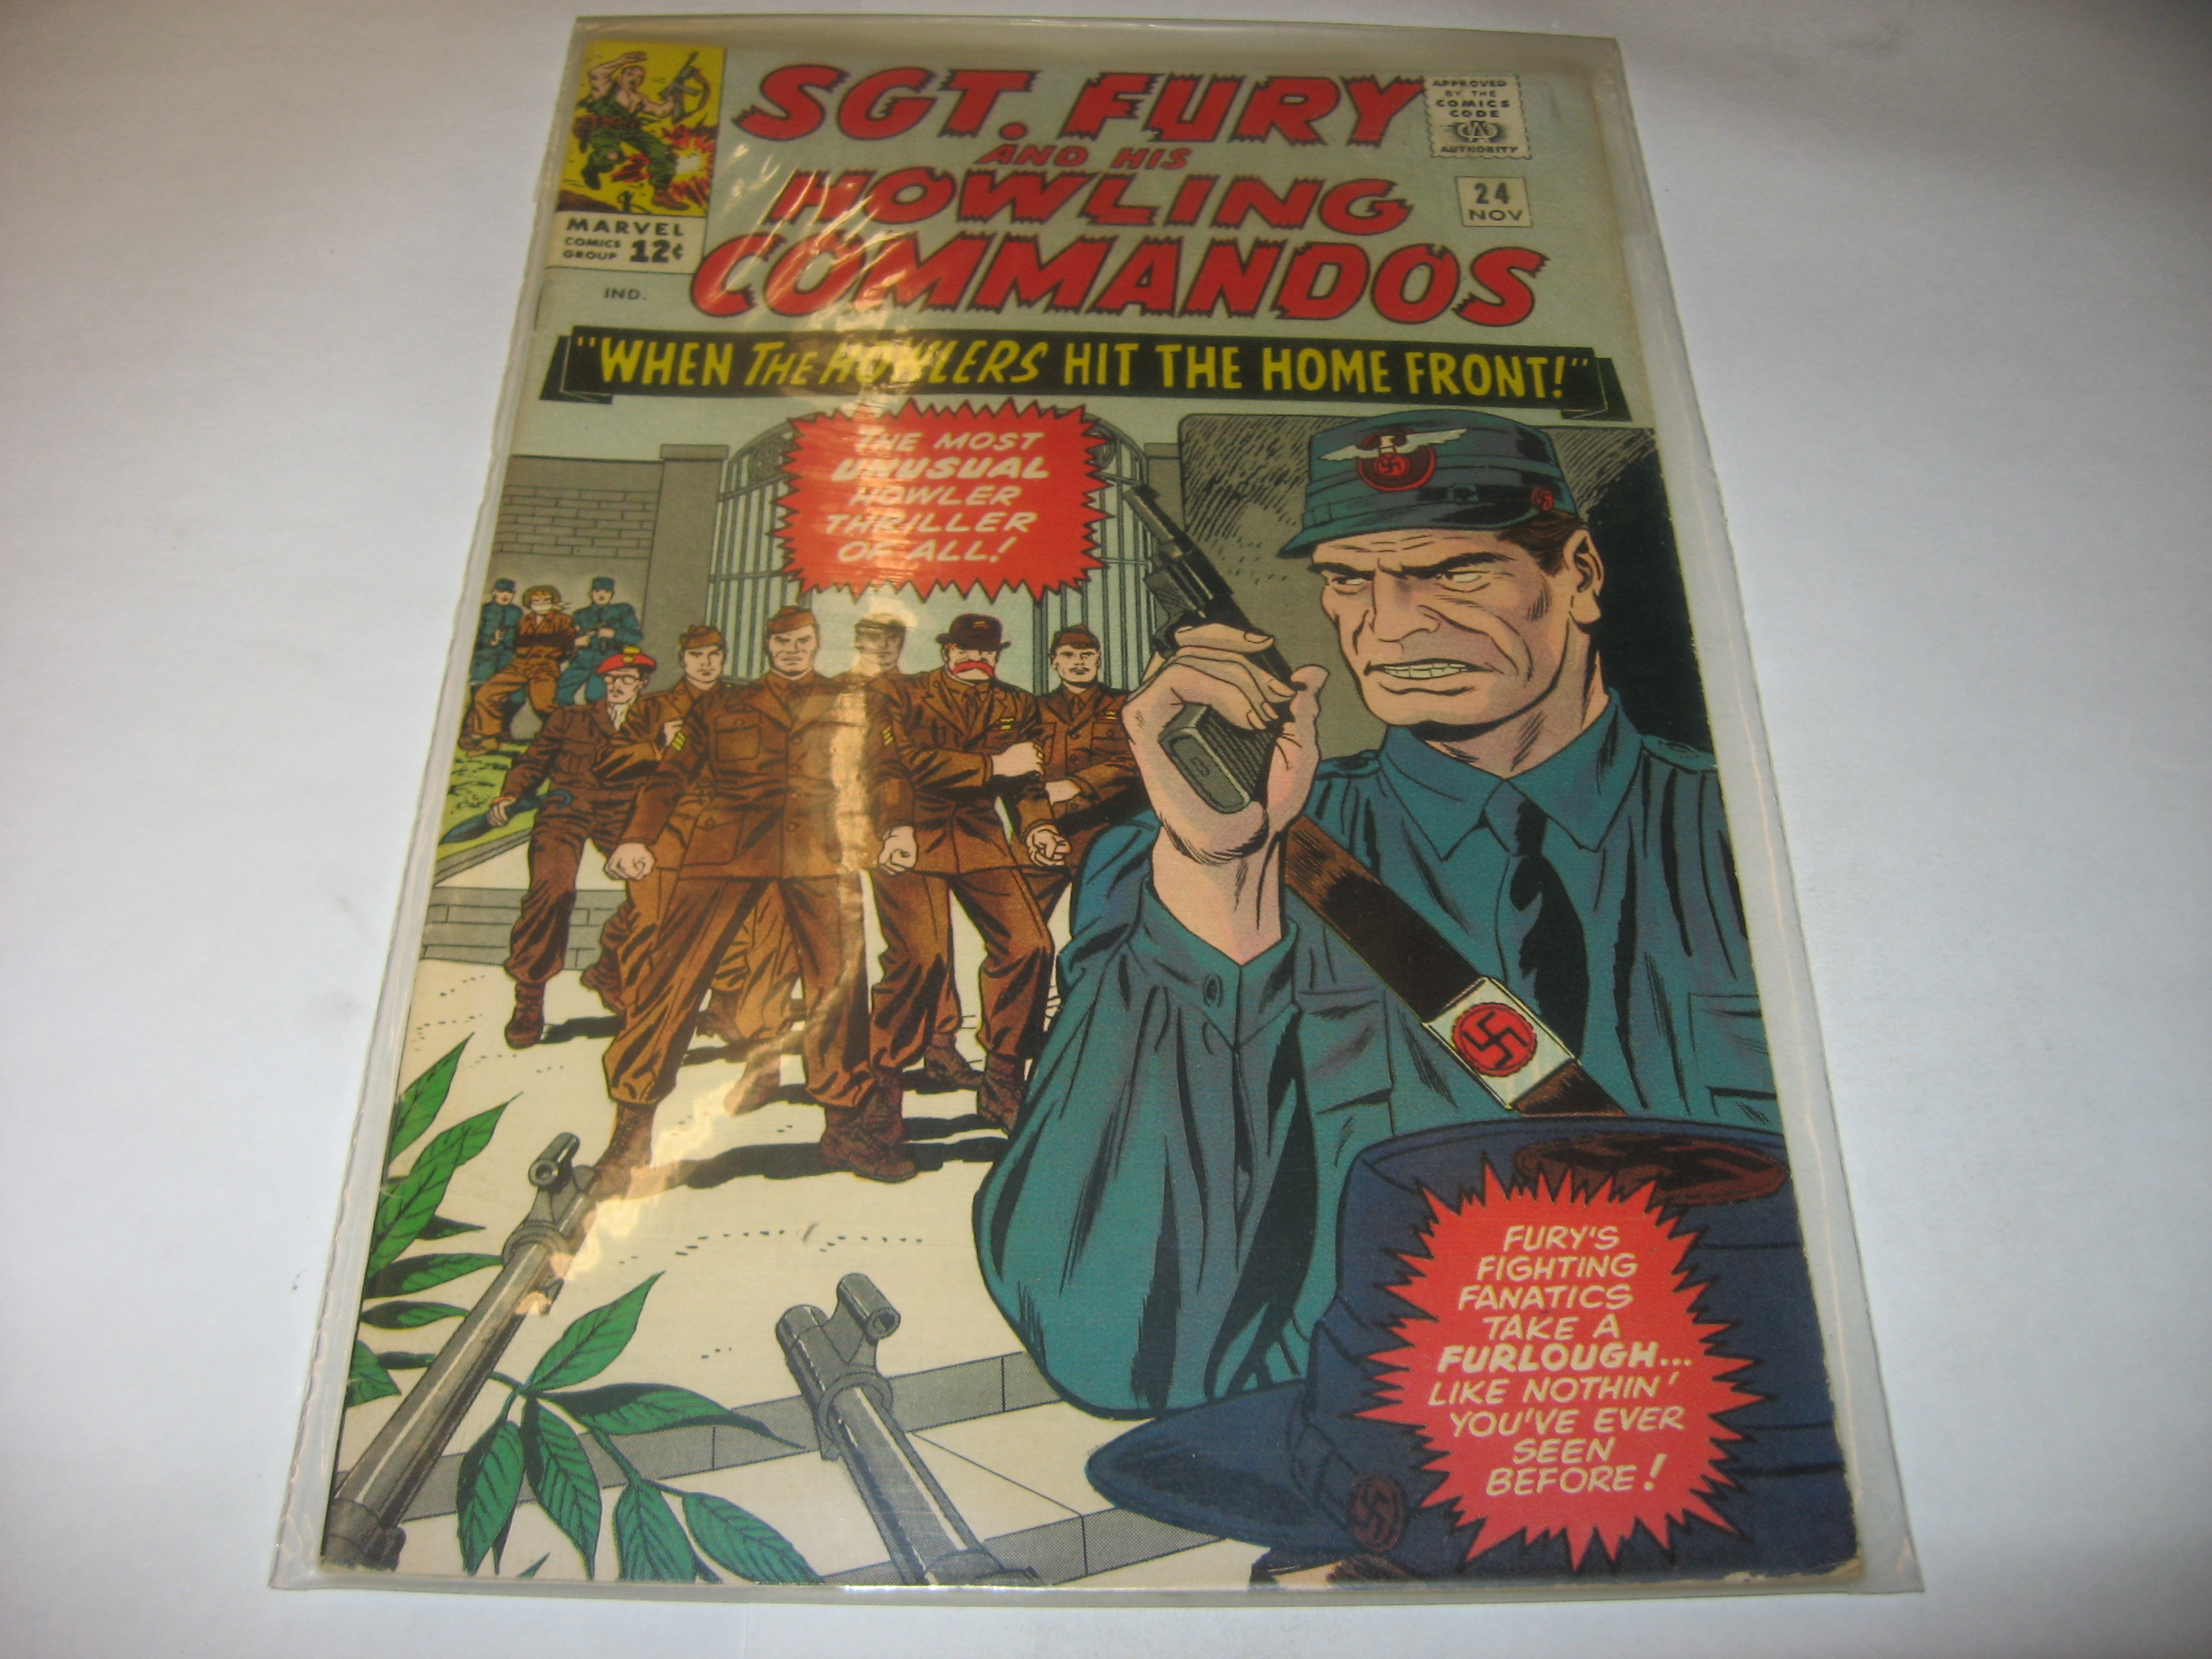 SGT. FURY
AND HIS
HOWLING
COMMANDOS
APPROVED
BY THE
COMICS
CODE
CA
AUTHORITY
24
NOV
MARVEL
COMICS
GROUP 12¢
IND.
"WHEN THE HOWLERS HIT THE HOME FRONT!"
THE MOST
UNUSUAL
HOWLER
THRILLER
OF ALL!
FURY'S
FIGHTING
FANATICS
TAKE A
FURLOUGH...
LIKE NOTHIN'
YOU'VE EVER
SEEN
BEFORE!